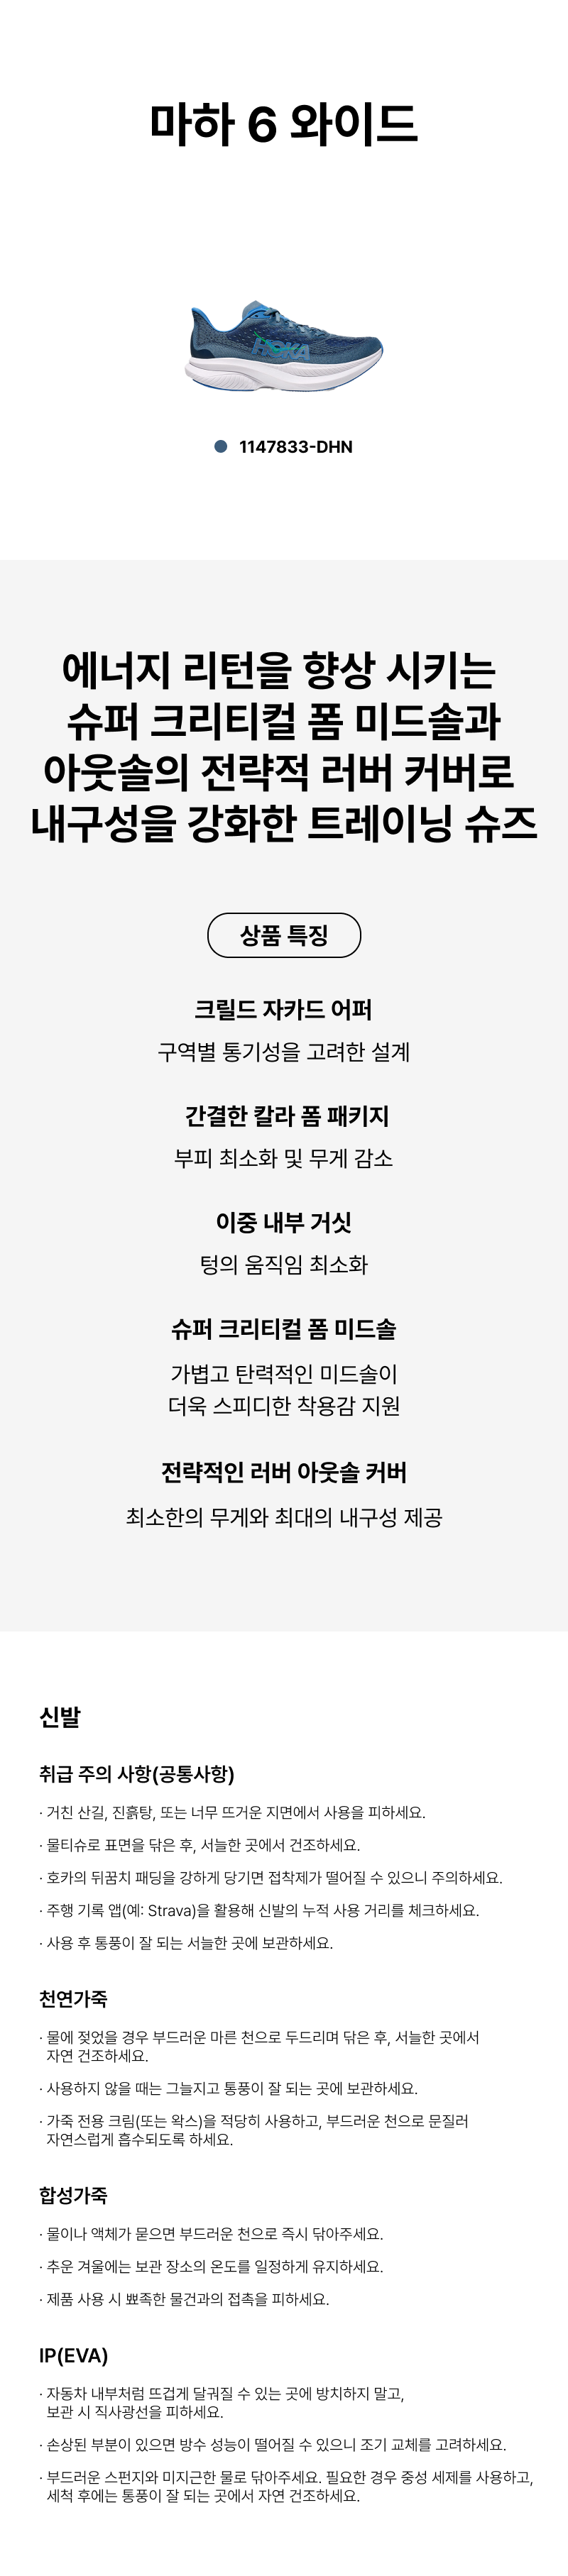 마하 6 와이드
HOKA
1147833-DHN
에너지 리턴을 향상 시키는
슈퍼 크리티컬 폼 미드솔과
아웃솔의 전략적 러버 커버로
내구성을 강화한 트레이닝 슈즈
상품 특징
크릴드 자카드 어퍼
구역별 통기성을 고려한 설계
간결한 칼라 폼 패키지
부피 최소화 및 무게 감소
이중 내부 거싯
텅의 움직임 최소화
슈퍼 크리티컬 폼 미드솔
가볍고 탄력적인 미드솔이
더욱 스피디한 착용감 지원
전략적인 러버 아웃솔 커버
최소한의 무게와 최대의 내구성 제공
신발
취급 주의 사항(공통사항)
· 거친 산길, 진흙탕, 또는 너무 뜨거운 지면에서 사용을 피하세요.
· 물티슈로 표면을 닦은 후, 서늘한 곳에서 건조하세요.
· 호카의 뒤꿈치 패딩을 강하게 당기면 접착제가 떨어질 수 있으니 주의하세요.
· 주행 기록 앱(예: Strava)을 활용해 신발의 누적 사용 거리를 체크하세요.
· 사용 후 통풍이 잘 되는 서늘한 곳에 보관하세요.
천연가죽
· 물에 젖었을 경우 부드러운 마른 천으로 두드리며 닦은 후, 서늘한 곳에서
자연 건조하세요.
· 사용하지 않을 때는 그늘지고 통풍이 잘 되는 곳에 보관하세요.
· 가죽 전용 크림(또는 왁스)을 적당히 사용하고, 부드러운 천으로 문질러
자연스럽게 흡수되도록 하세요.
합성가죽
· 물이나 액체가 묻으면 부드러운 천으로 즉시 닦아주세요.
· 추운 겨울에는 보관 장소의 온도를 일정하게 유지하세요.
· 제품 사용 시 뾰족한 물건과의 접촉을 피하세요.
IP(EVA)
· 자동차 내부처럼 뜨겁게 달궈질 수 있는 곳에 방치하지 말고,
보관 시 직사광선을 피하세요.
· 손상된 부분이 있으면 방수 성능이 떨어질 수 있으니 조기 교체를 고려하세요.
· 부드러운 스펀지와 미지근한 물로 닦아주세요. 필요한 경우 중성 세제를 사용하고,
세척 후에는 통풍이 잘 되는 곳에서 자연 건조하세요.